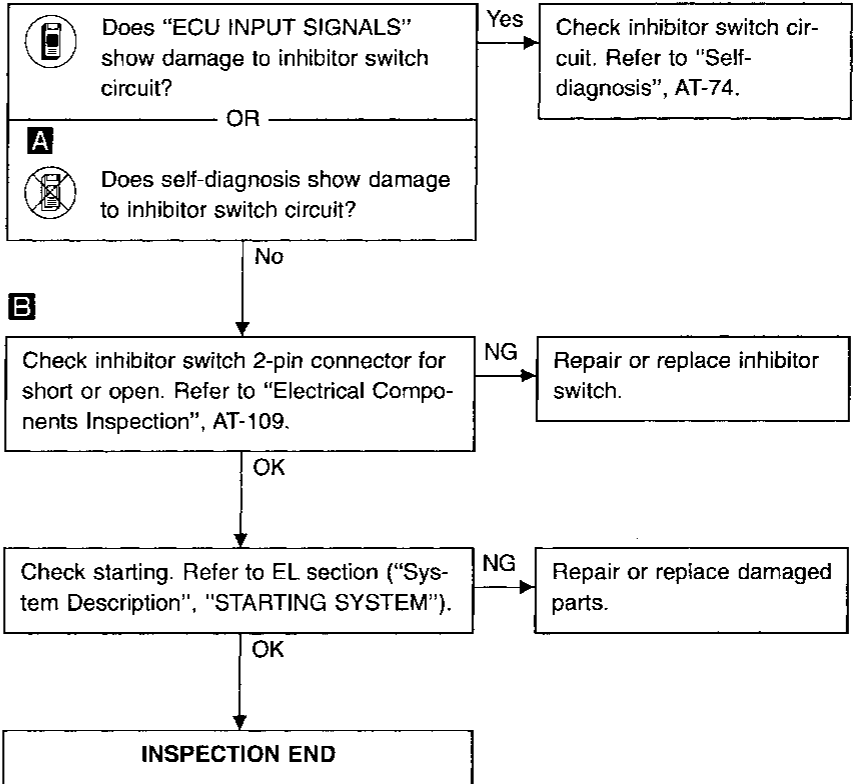 Does “ECU INPUT SIGNALS”
show damage to inhibitor switch
circuit?
Yes
Check inhibitor switch cir-
cuit. Refer to “Self-
diagnosis”, AT-74.
OR
A
Does self-diagnosis show damage
to inhibitor switch circuit?
No
B
Check inhibitor switch 2-pin connector for
short or open. Refer to “Electrical Compo-
nents Inspection”, AT-109.
NG
Repair or replace inhibitor
switch.
OK
Check starting. Refer to EL section (“Sys-
tem Description”, “STARTING SYSTEM”).
NG
Repair or replace damaged
parts.
OK
INSPECTION END